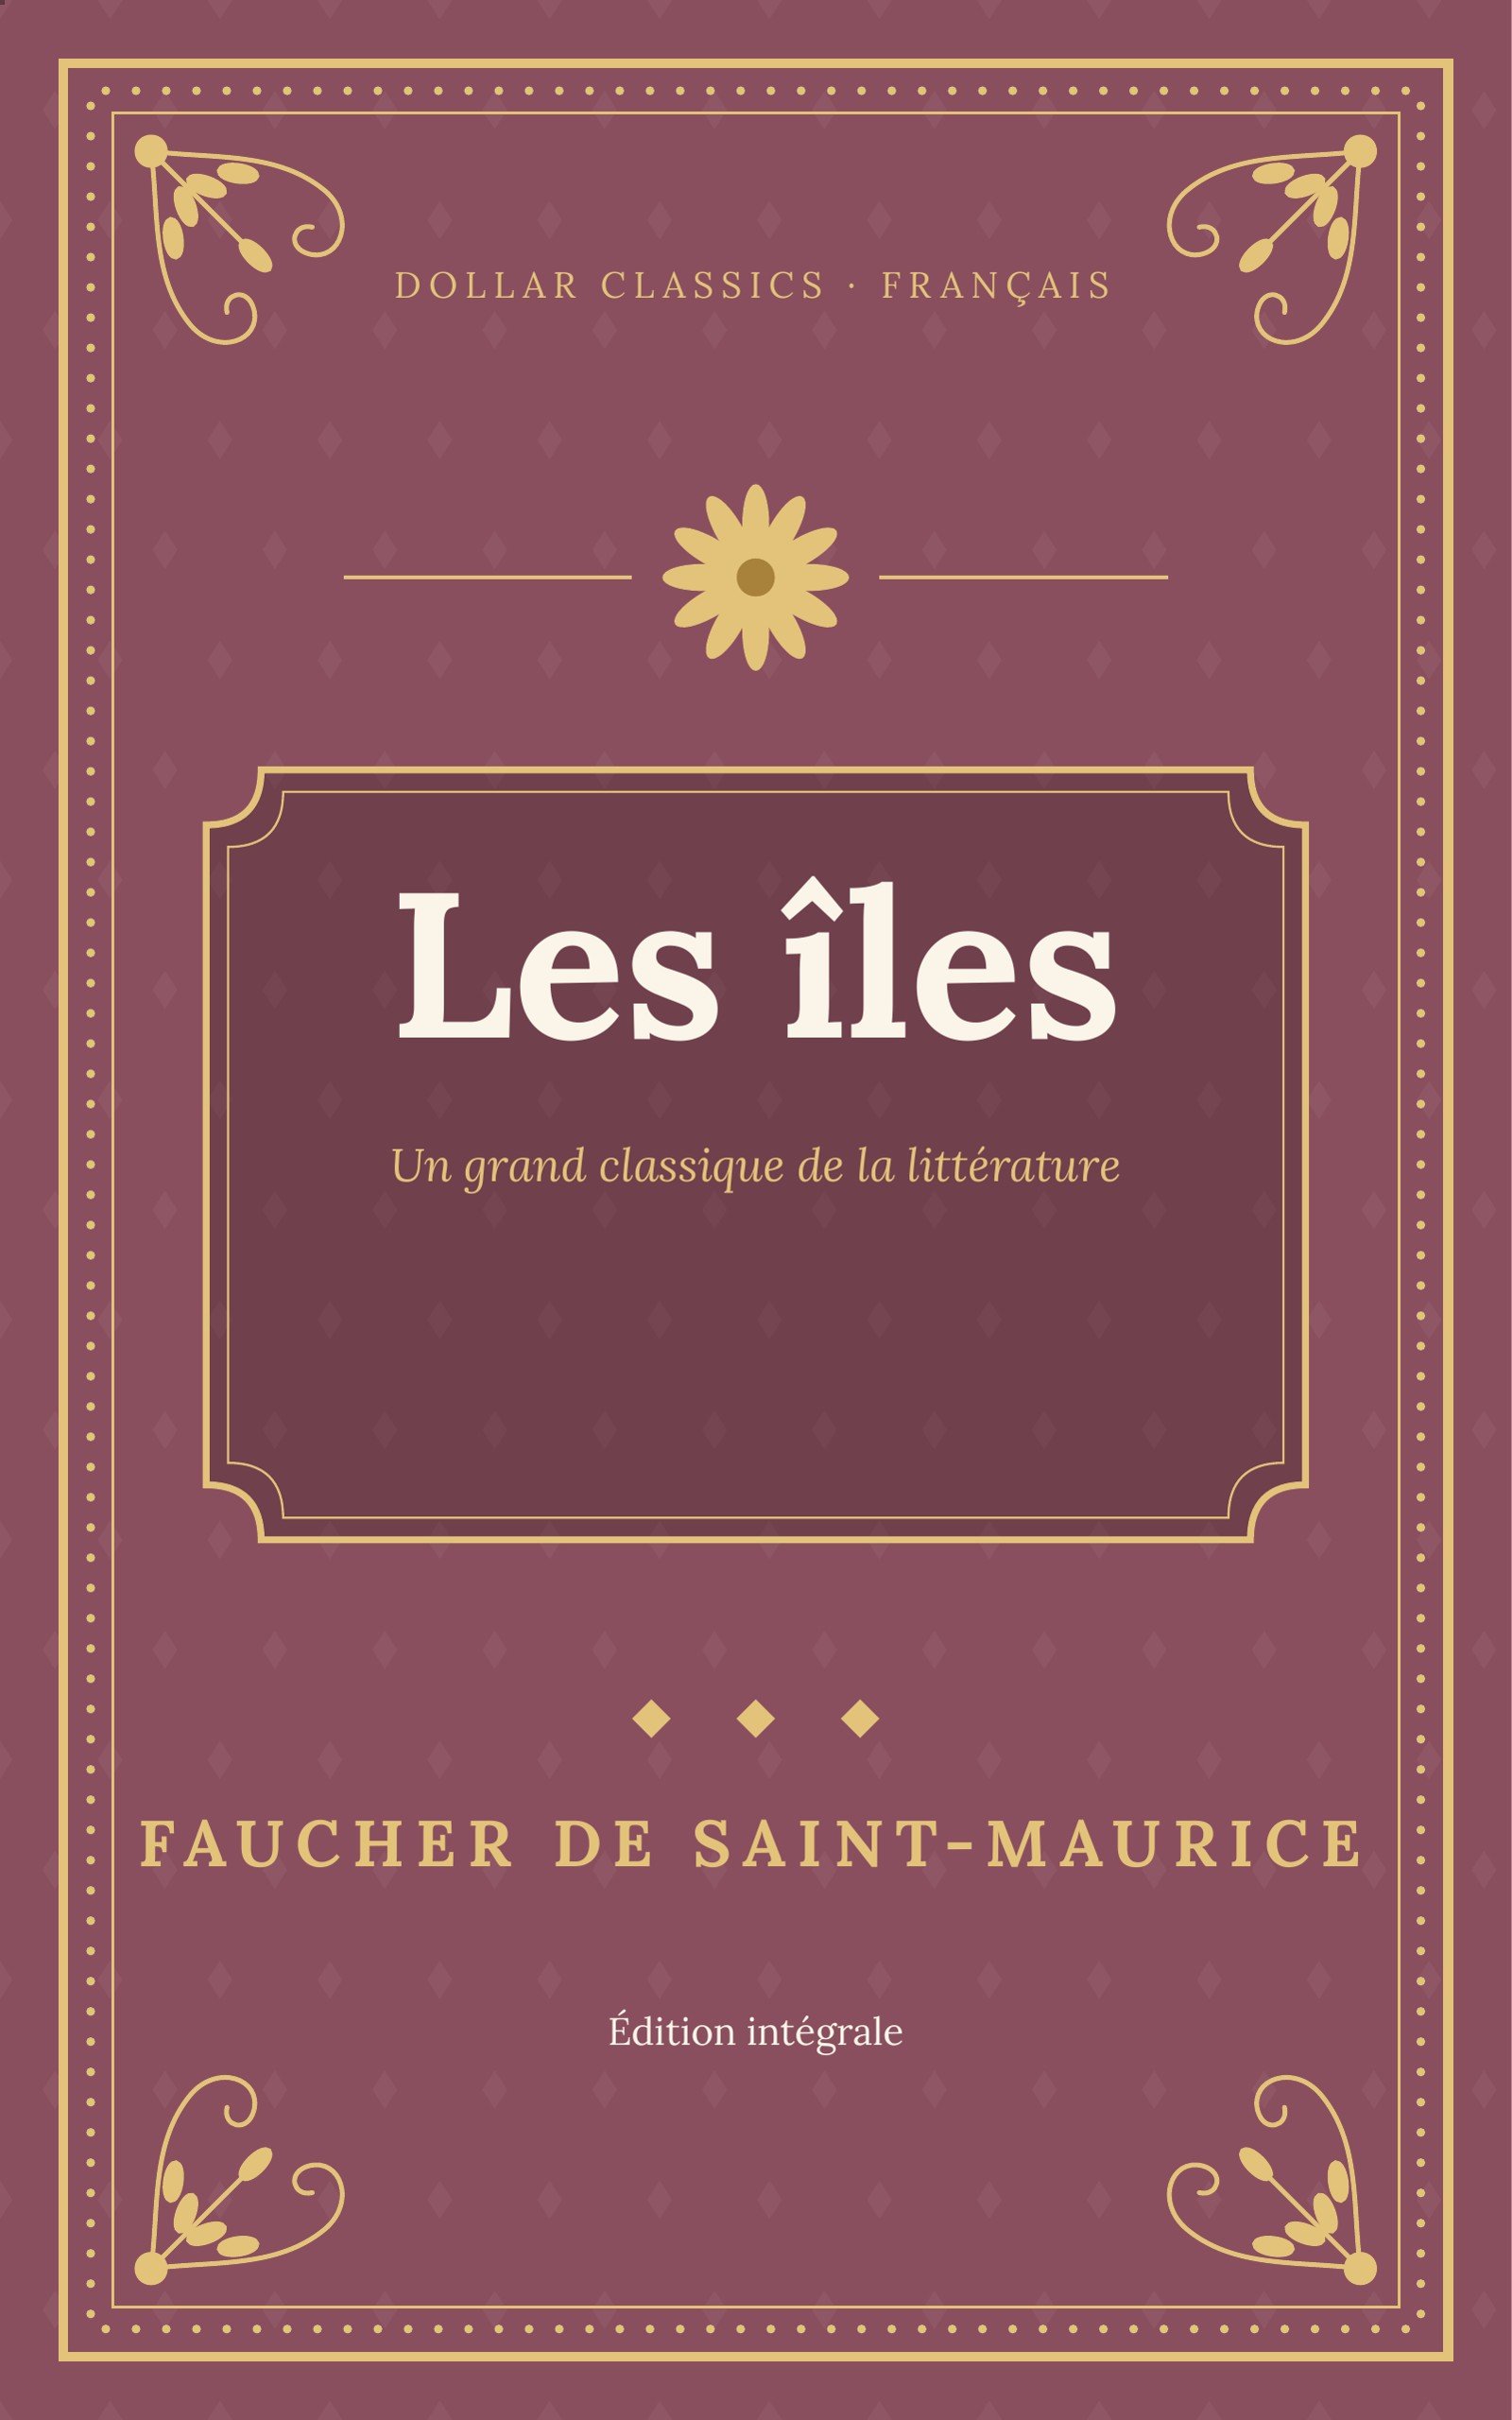 DOLLAR CLASSICS · FRANÇAIS
Les îles
Un grand classique de la littérature
FAUCHER DE SAINT-MAURICE
Édition intégrale